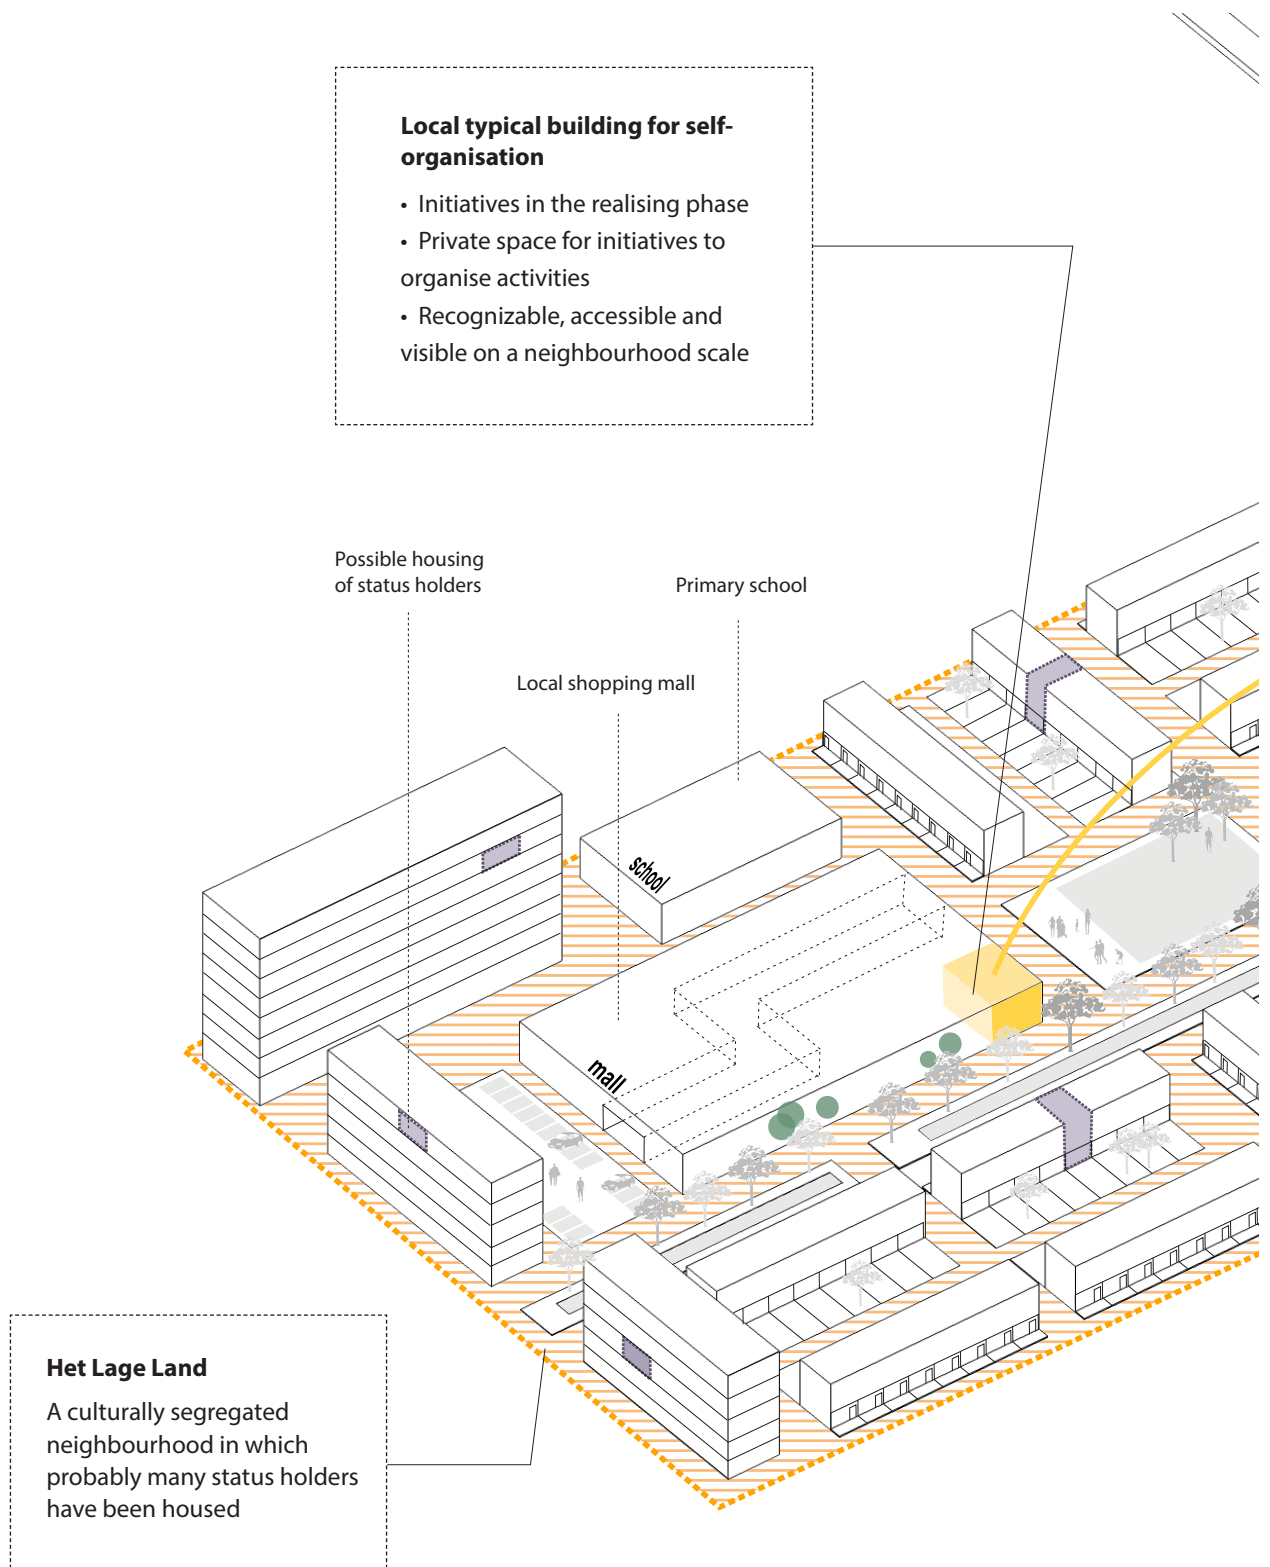 Local typical building for self-
organisation
• Initiatives in the realising phase
• Private space for initiatives to
organise activities
• Recognizable, accessible and
visible on a neighbourhood scale
Possible housing
of status holders
Primary school
Local shopping mall
school
mall
Het Lage Land
A culturally segregated
neighbourhood in which
probably many status holders
have been housed